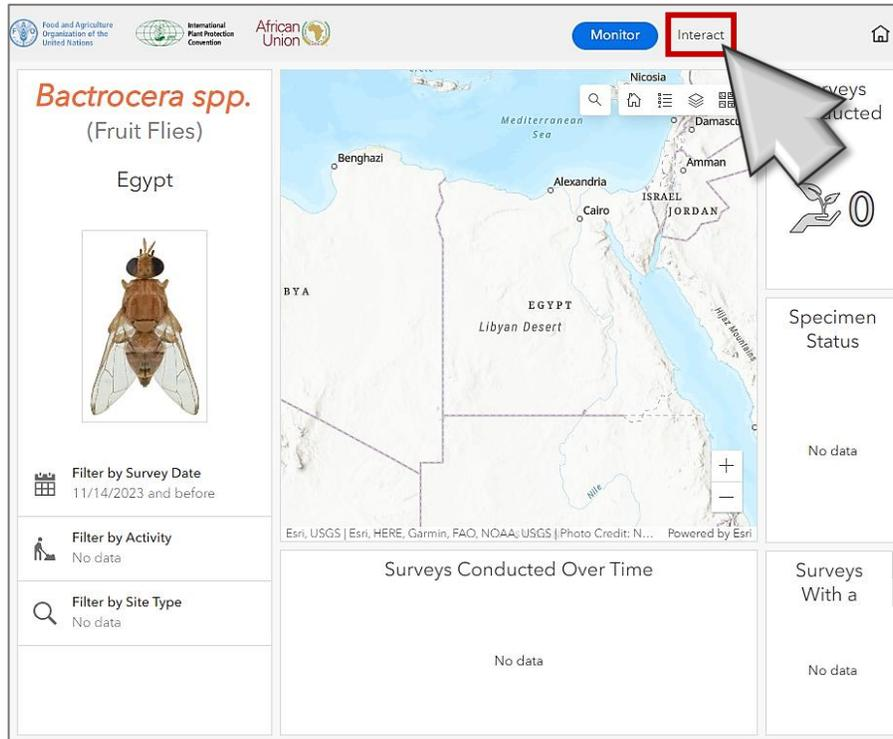 Food and Agriculture
Organization of the
United Nations
International
Plant Protection
Convention
African
Union
Monitor
Interact
Bactrocera spp.
(Fruit Flies)
Egypt
Filter by Survey Date
11/14/2023 and before
Filter by Activity
No data
Filter by Site Type
No data
Nicosia
Mediterranean
Sea
Benghazi
Amman
Alexandria
ISRAEL
Cairo
JORDAN
BYA
EGYPT
Libyan Desert
Hijaz Mountains
Nile
Esri, USGS | Esri, HERE, Garmin, FAO, NOAA, USGS | Photo Credit: N...
Powered by Esri
0
Specimen
Status
No data
Surveys Conducted Over Time
No data
Surveys
With a
No data